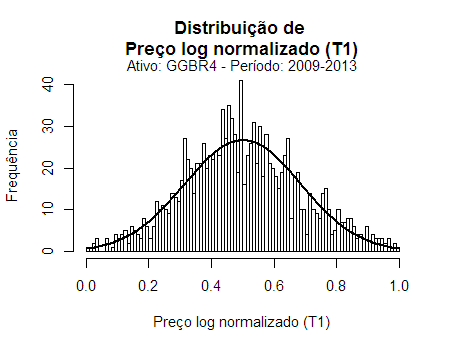 Distribuição de
Preço log normalizado (T1)
Ativo: GGBR4 - Período: 2009-2013
Frequência
40
30
20
10
0
0.0 0.2 0.4 0.6 0.8 1.0
Preço log normalizado (T1)